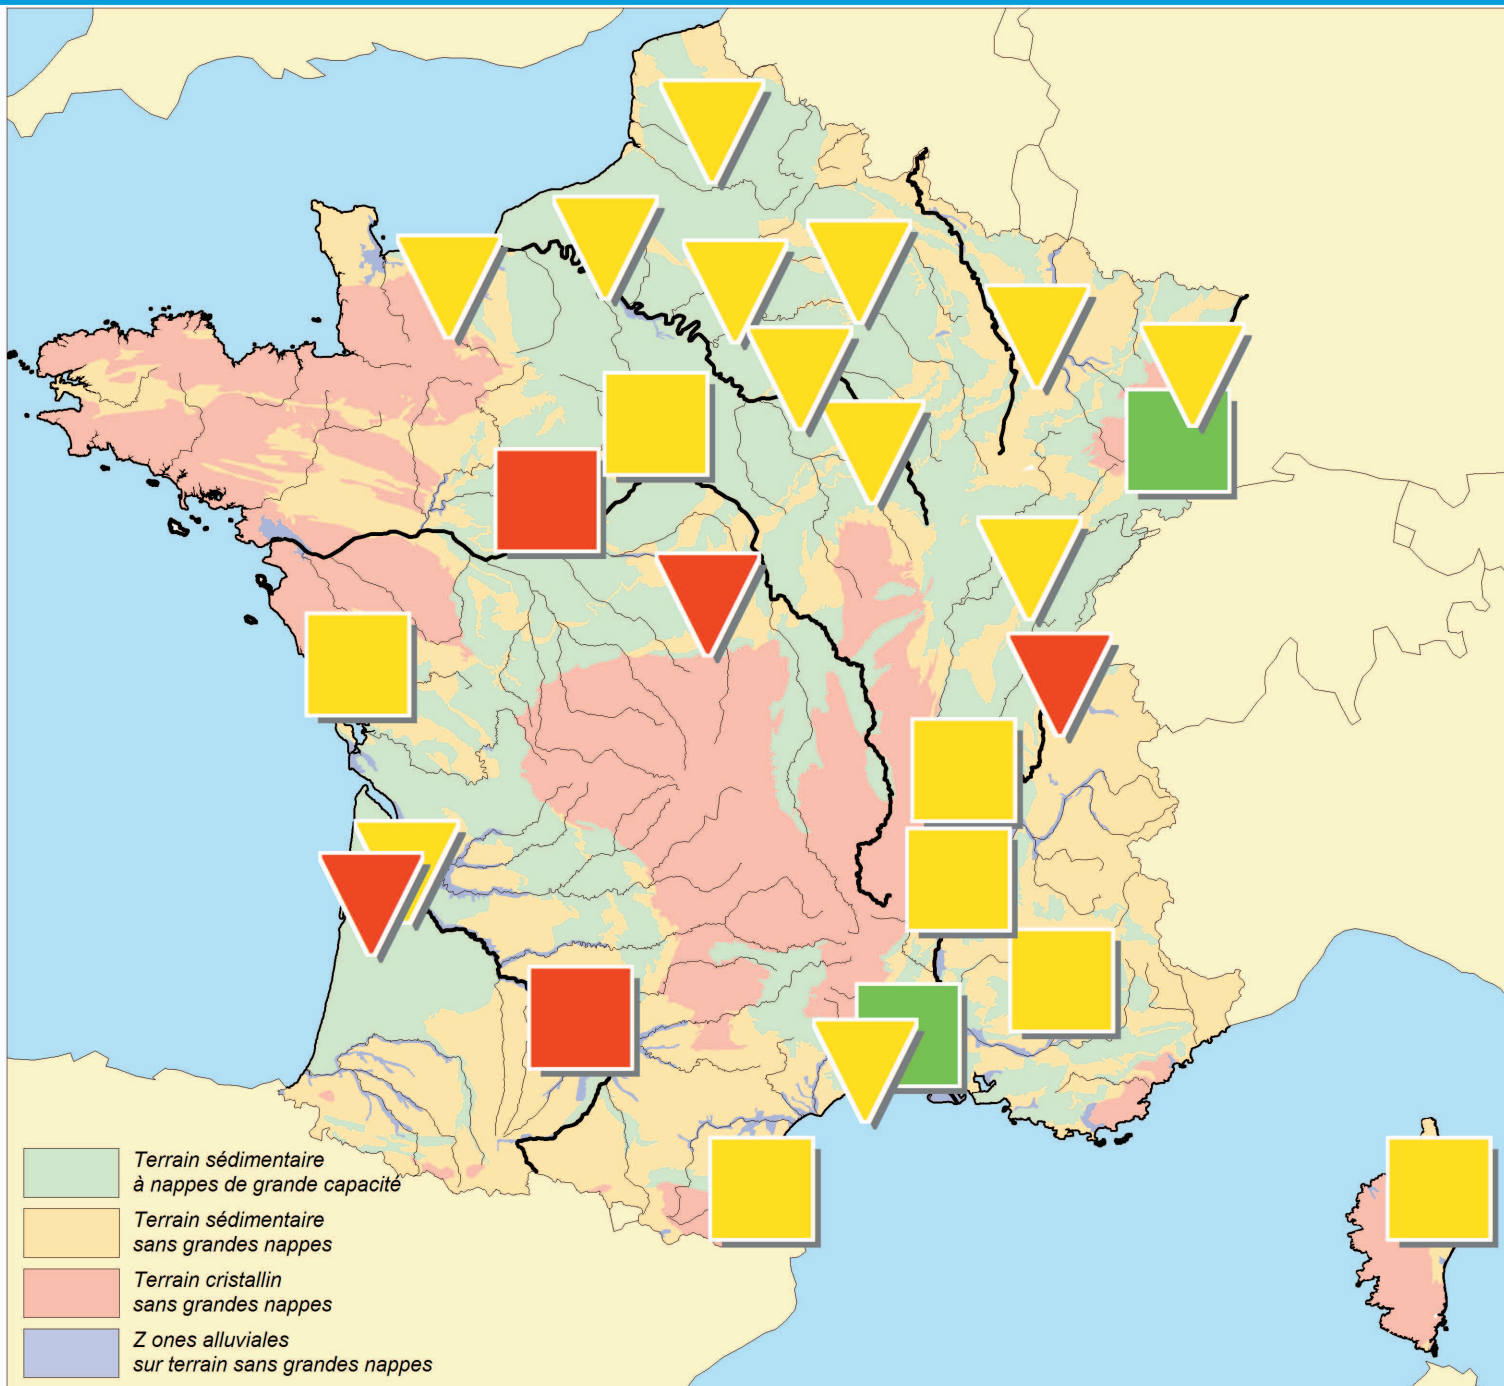 Terrain sédimentaire
à nappes de grande capacité
Terrain sédimentaire
sans grandes nappes
Terrain cristallin
sans grandes nappes
Z ones alluviales
sur terrain sans grandes nappes